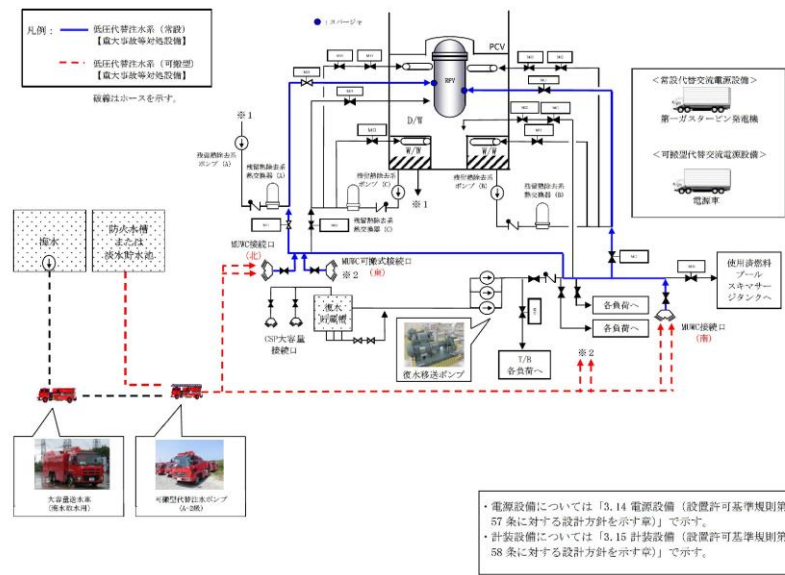 凡例：
低圧代替注水系（常設）
【重大事故等対処設備】
低圧代替注水系（可搬型）
【重大事故等対処設備】
破線はホースを示す。
：スパージャ
PCV
RPV
D/W
W/W
W/W
※1
※1
残留熱除去系
ポンプ（A）
残留熱除去系
熱交換器（A）
残留熱除去系
ポンプ（C）
残留熱除去系
熱交換器（C）
残留熱除去系
ポンプ（B）
残留熱除去系
熱交換器（B）
MO
MO
MO
MO
MO
MO
MO
MO
＜常設代替交流電源設備＞
第一ガスタービン発電機
＜可搬型代替交流電源設備＞
電源車
海水
防火水槽
または
淡水貯水池
MUWC接続口
（北）
MUWC可搬式接続口
※2 （東）
復水
貯蔵槽
CSP大容量
接続口
復水移送ポンプ
T/B
各負荷へ
各負荷へ
各負荷へ
※2
MUWC接続口
（南）
使用済燃料
プール
スキマサー
ジタンクへ
大容量送水車
（海水取水用）
可搬型代替注水ポンプ
（A-2級）
・電源設備については「3.14 電源設備（設置許可基準規則第
57 条に対する設計方針を示す章）」で示す。
・計装設備については「3.15 計装設備（設置許可基準規則第
58 条に対する設計方針を示す章）」で示す。